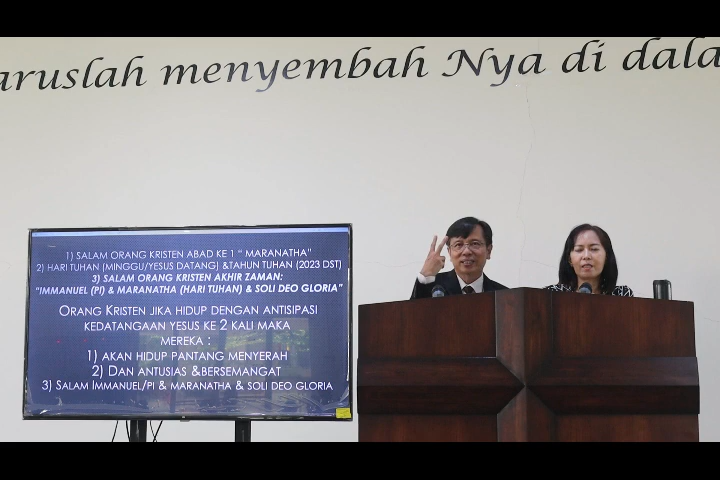 aruslah menyembah Nya di dala
1) SALAM ORANG KRISTEN ABAD KE 1 “ MARANATHA”
2) HARI TUHAN (MINGGU/YESUS DATANG) &TAHUN TUHAN (2023 DST)
3) SALAM ORANG KRISTEN AKHIR ZAMAN:
“IMMANUEL (PI) & MARANATHA (HARI TUHAN) & SOLI DEO GLORIA”
ORANG KRISTEN JIKA HIDUP DENGAN ANTISIPASI
KEDATANGAAN YESUS KE 2 KALI MAKA
MEREKA :
1) AKAN HIDUP PANTANG MENYERAH
2) DAN ANTUSIAS &BERSEMANGAT
3) SALAM IMMANUEL/PI & MARANATHA & SOLI DEO GLORIA